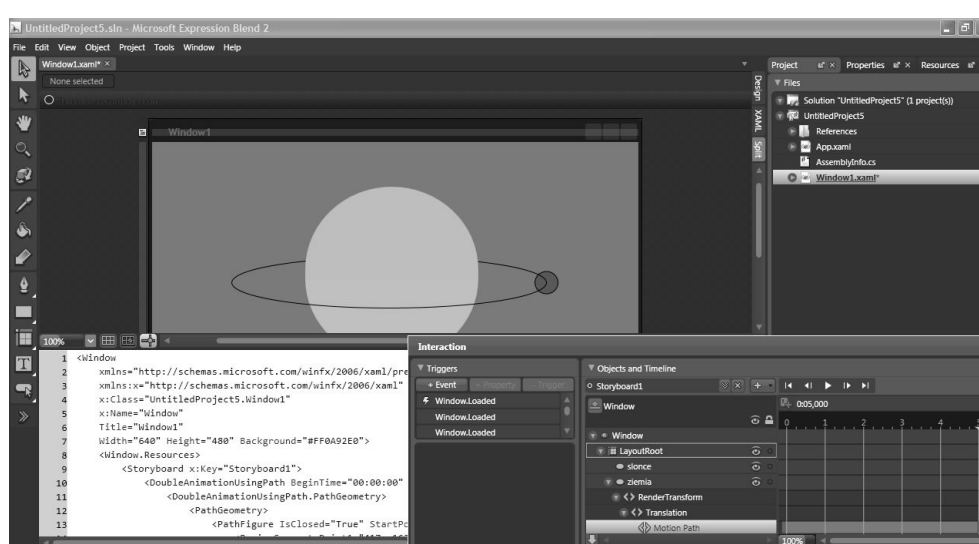 UntitledProject5.sln - Microsoft Expression Blend 2
File Edit View Object Project Tools Window Help
Window1.xaml* ×
None selected
Window1
Design
XAML
Split
Project Properties Resources
Files
Solution "UntitledProject5" (1 project(s))
UntitledProject5
References
App.xaml
AssemblyInfo.cs
Window1.xaml*
100%
1 <Window
2 xmlns="http://schemas.microsoft.com/winfx/2006/xaml/pre
3 xmlns:x="http://schemas.microsoft.com/winfx/2006/xaml"
4 x:Class="UntitledProject5.Window1"
5 x:Name="Window"
6 Title="Window1"
7 Width="640" Height="480" Background="#FF0A92E0">
8 <Window.Resources>
9 <Storyboard x:Key="Storyboard1">
10 <DoubleAnimationUsingPath BeginTime="00:00:00"
11 <DoubleAnimationUsingPath.PathGeometry>
12 <PathGeometry>
13 <PathFigure IsClosed="True" StartPo
Interaction
Triggers
+ Event + Property - Trigger
Window.Loaded
Window.Loaded
Window.Loaded
Objects and Timeline
Storyboard1
Window
0:05,000
0 1 2 3 4
Window
LayoutRoot
slonce
ziemia
RenderTransform
Translation
Motion Path
100%